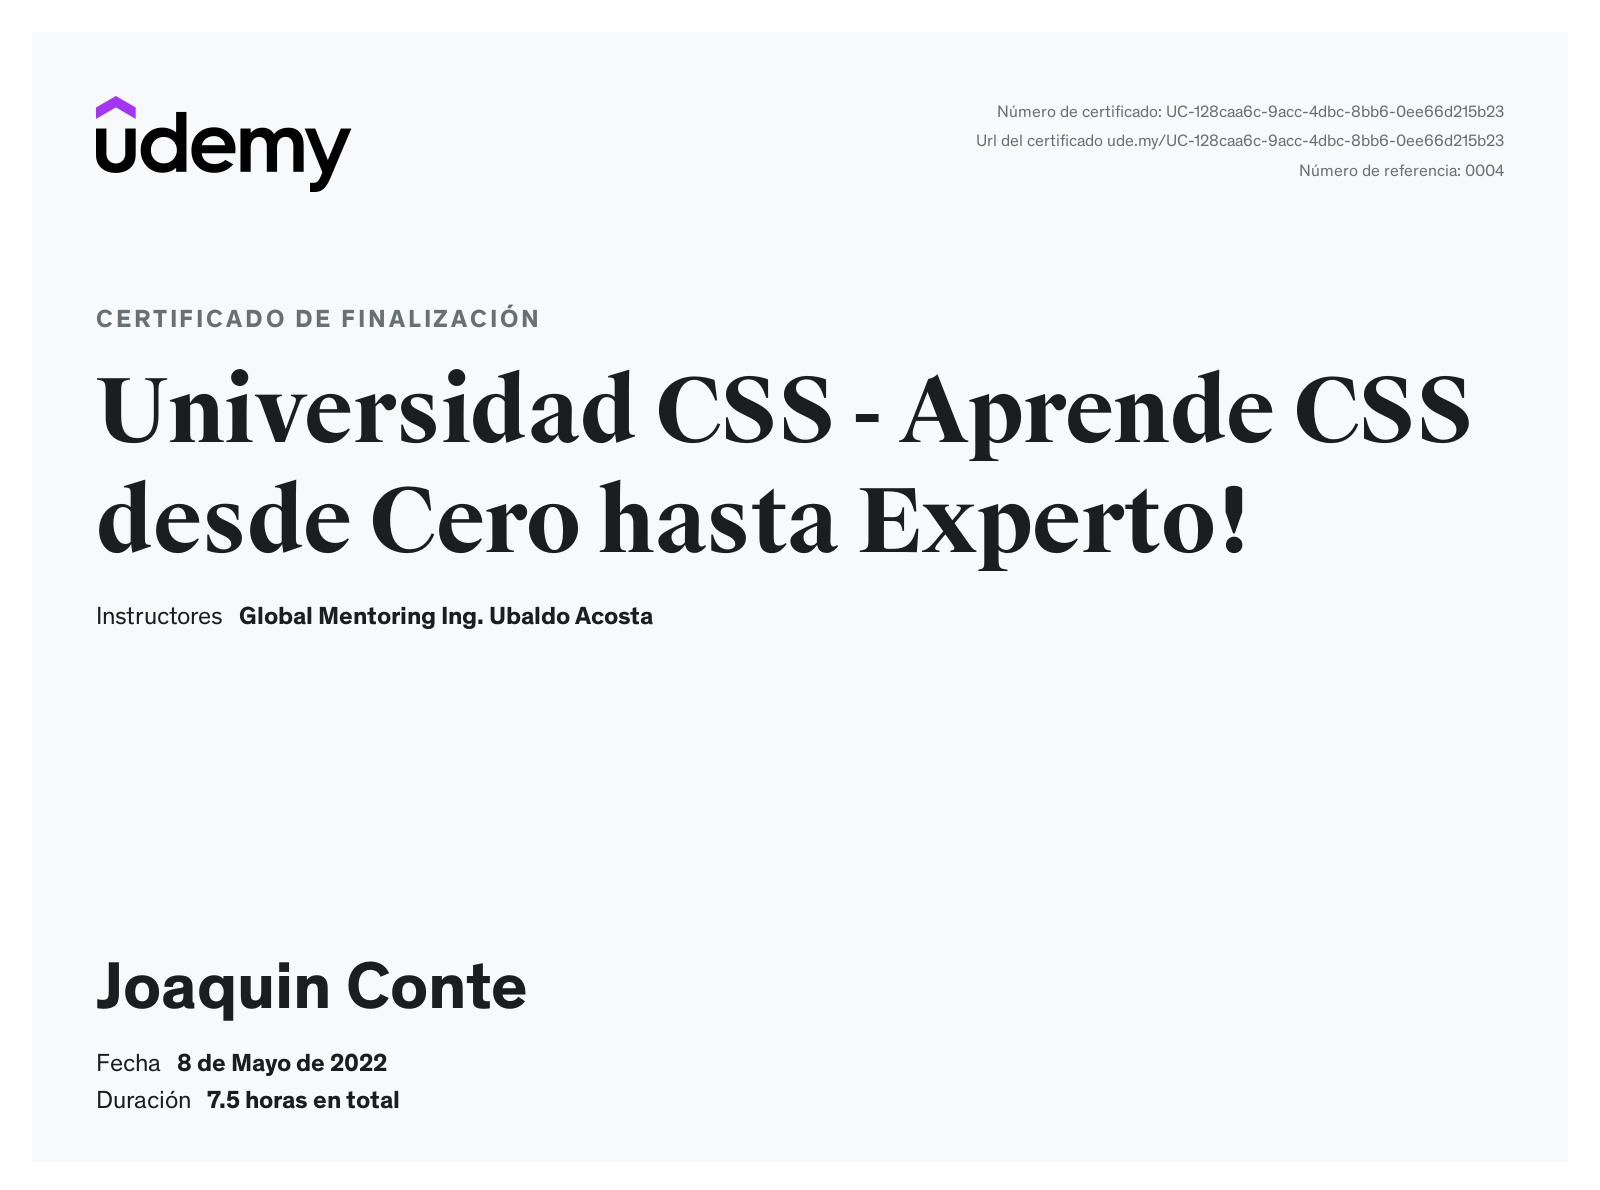 udemy
Número de certificado: UC-128caa6c-9acc-4dbc-8bb6-0ee66d215b23
Url del certificado ude.my/UC-128caa6c-9acc-4dbc-8bb6-0ee66d215b23
Número de referencia: 0004
CERTIFICADO DE FINALIZACIÓN
Universidad CSS - Aprende CSS
desde Cero hasta Experto!
Instructores Global Mentoring Ing. Ubaldo Acosta
Joaquin Conte
Fecha 8 de Mayo de 2022
Duración 7.5 horas en total